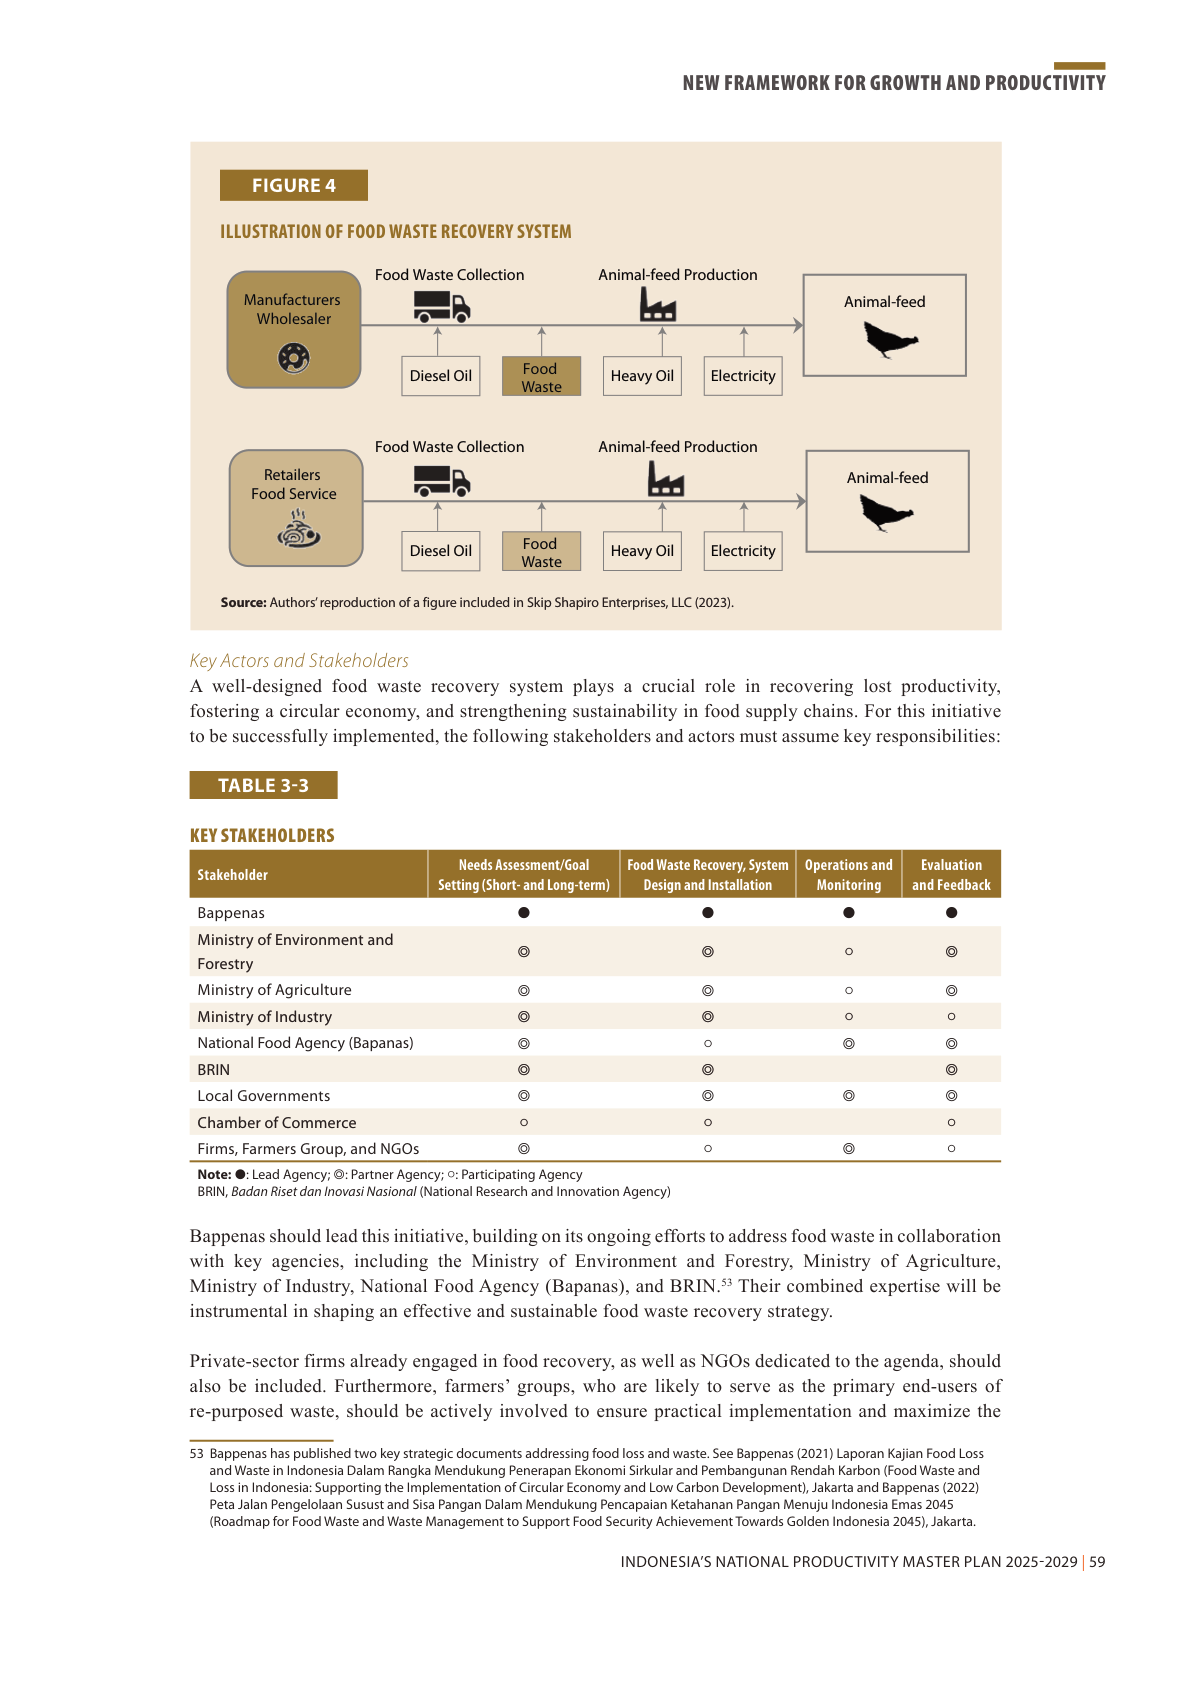 NEW FRAMEWORK FOR GROWTH AND PRODUCTIVITY
FIGURE 4
ILLUSTRATION OF FOOD WASTE RECOVERY SYSTEM
Manufacturers
Wholesaler
Food Waste Collection
Animal-feed Production
Animal-feed
Diesel Oil
Food
Waste
Heavy Oil
Electricity
Retailers
Food Service
Food Waste Collection
Animal-feed Production
Animal-feed
Diesel Oil
Food
Waste
Heavy Oil
Electricity
Source: Authors’ reproduction of a figure included in Skip Shapiro Enterprises, LLC (2023).
Key Actors and Stakeholders
A well-designed food waste recovery system plays a crucial role in recovering lost productivity,
fostering a circular economy, and strengthening sustainability in food supply chains. For this initiative
to be successfully implemented, the following stakeholders and actors must assume key responsibilities:
TABLE 3-3
KEY STAKEHOLDERS
Stakeholder | Needs Assessment/Goal Setting (Short- and Long-term) | Food Waste Recovery, System Design and Installation | Operations and Monitoring | Evaluation and Feedback
Bappenas ● ● ● ●
Ministry of Environment and
Forestry ◎ ◎ ○ ◎
Ministry of Agriculture ◎ ◎ ○ ◎
Ministry of Industry ◎ ◎ ○ ○
National Food Agency (Bapanas) ◎ ○ ◎ ◎
BRIN ◎ ◎ ◎
Local Governments ◎ ◎ ◎ ◎
Chamber of Commerce ○ ○ ○
Firms, Farmers Group, and NGOs ◎ ○ ◎ ○
Note: ●: Lead Agency; ◎: Partner Agency; ○: Participating Agency
BRIN, Badan Riset dan Inovasi Nasional (National Research and Innovation Agency)
Bappenas should lead this initiative, building on its ongoing efforts to address food waste in collaboration
with key agencies, including the Ministry of Environment and Forestry, Ministry of Agriculture,
Ministry of Industry, National Food Agency (Bapanas), and BRIN.53 Their combined expertise will be
instrumental in shaping an effective and sustainable food waste recovery strategy.
Private-sector firms already engaged in food recovery, as well as NGOs dedicated to the agenda, should
also be included. Furthermore, farmers’ groups, who are likely to serve as the primary end-users of
re-purposed waste, should be actively involved to ensure practical implementation and maximize the
53 Bappenas has published two key strategic documents addressing food loss and waste. See Bappenas (2021) Laporan Kajian Food Loss
and Waste in Indonesia Dalam Rangka Mendukung Penerapan Ekonomi Sirkular and Pembangunan Rendah Karbon (Food Waste and
Loss in Indonesia: Supporting the Implementation of Circular Economy and Low Carbon Development), Jakarta and Bappenas (2022)
Peta Jalan Pengelolaan Susust and Sisa Pangan Dalam Mendukung Pencapaian Ketahanan Pangan Menuju Indonesia Emas 2045
(Roadmap for Food Waste and Waste Management to Support Food Security Achievement Towards Golden Indonesia 2045), Jakarta.
INDONESIA’S NATIONAL PRODUCTIVITY MASTER PLAN 2025-2029 | 59